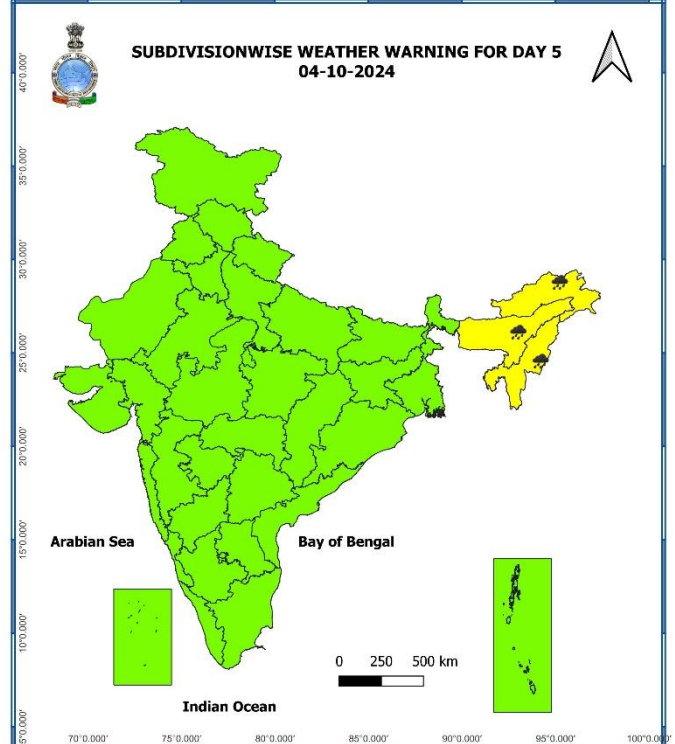 SUBDIVISIONWISE WEATHER WARNING FOR DAY 5
04-10-2024
40°0.000'
35°0.000'
30°0.000'
25°0.000'
20°0.000'
15°0.000'
10°0.000'
5°0.000'
Arabian Sea
Bay of Bengal
0 250 500 km
Indian Ocean
70°0.000' 75°0.000' 80°0.000' 85°0.000' 90°0.000' 95°0.000' 100°0.000'